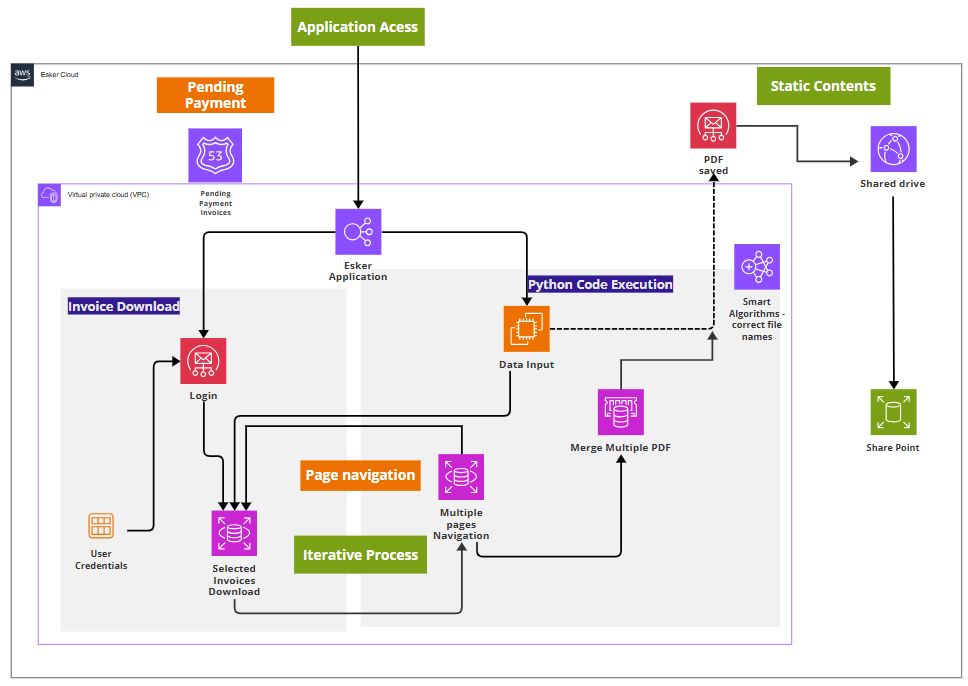 Application Acess
aws
Esker Cloud
Pending
Payment
Static Contents
53
PDF
saved
Shared drive
Virtual private cloud (VPC)
Pending
Payment
Invoices
Esker
Application
Invoice Download
Python Code Execution
Smart
Algorithms -
correct file
names
Data Input
Login
Merge Multiple PDF
Share Point
Page navigation
Multiple
pages
Navigation
User
Credentials
Iterative Process
Selected
Invoices
Download